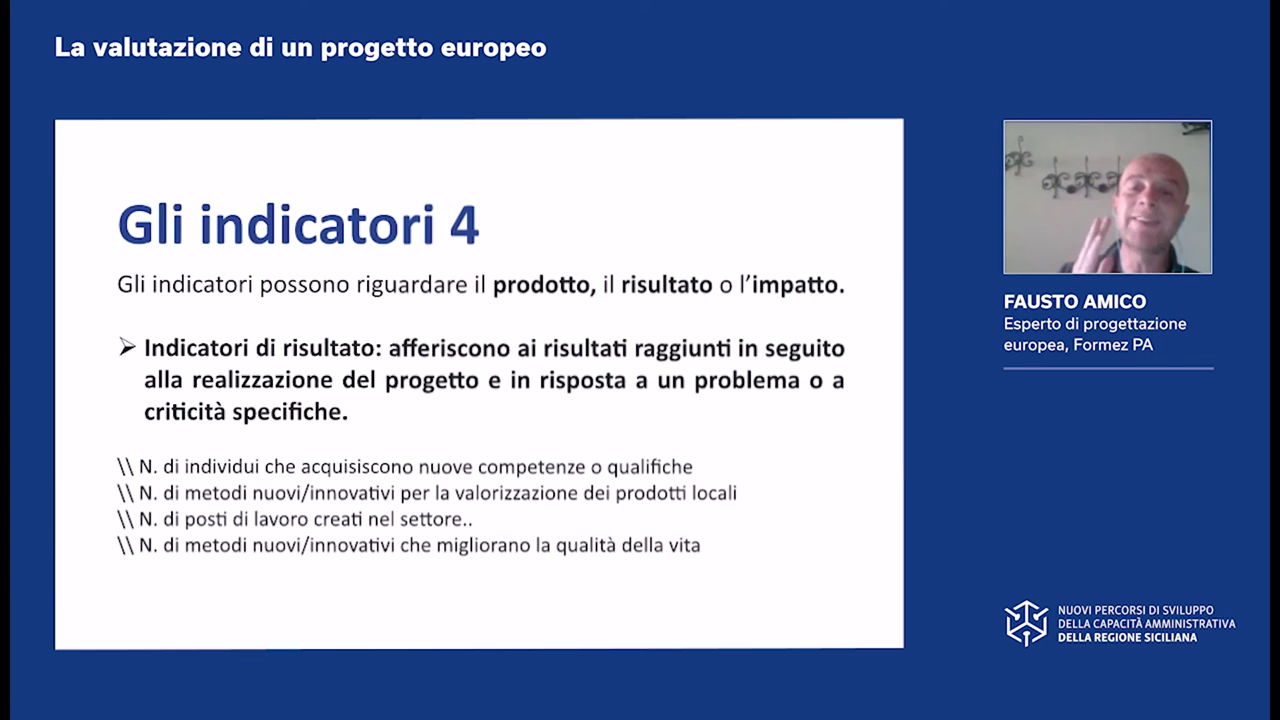 La valutazione di un progetto europeo
Gli indicatori 4
Gli indicatori possono riguardare il prodotto, il risultato o l’impatto.
➢ Indicatori di risultato: afferiscono ai risultati raggiunti in seguito
alla realizzazione del progetto e in risposta a un problema o a
criticità specifiche.
\\ N. di individui che acquisiscono nuove competenze o qualifiche
\\ N. di metodi nuovi/innovativi per la valorizzazione dei prodotti locali
\\ N. di posti di lavoro creati nel settore..
\\ N. di metodi nuovi/innovativi che migliorano la qualità della vita
FAUSTO AMICO
Esperto di progettazione
europea, Formez PA
NUOVI PERCORSI DI SVILUPPO
DELLA CAPACITÀ AMMINISTRATIVA
DELLA REGIONE SICILIANA